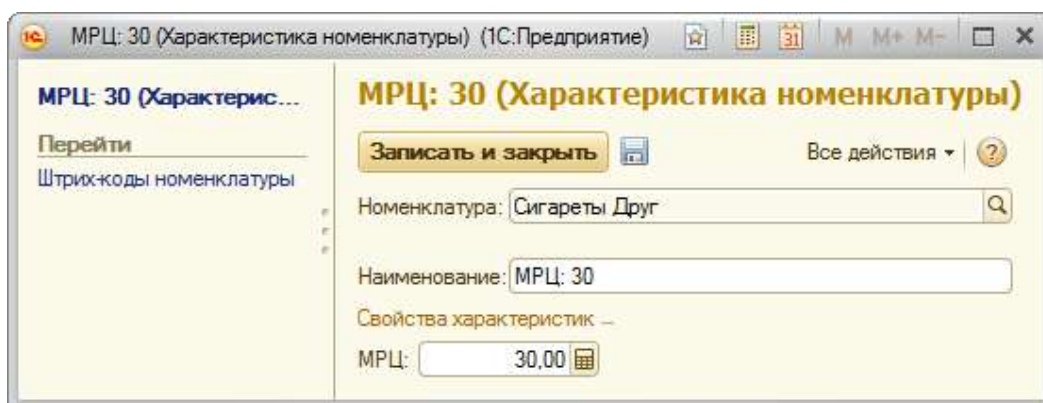 МРЦ: 30 (Характеристика номенклатуры) (1С:Предприятие)
31 M M+ M-
МРЦ: 30 (Характерис...
Перейти
Штрих-коды номенклатуры
МРЦ: 30 (Характеристика номенклатуры)
Записать и закрыть
Все действия
?
Номенклатура: Сигареты Друг
Наименование: МРЦ: 30
Свойства характеристик
МРЦ: 30,00